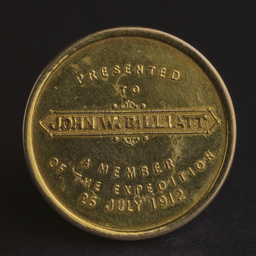 PRESENTED
TO
JOHN W. BILLIATT
A MEMBER
OF THE EXPEDITION
25 JULY 1912